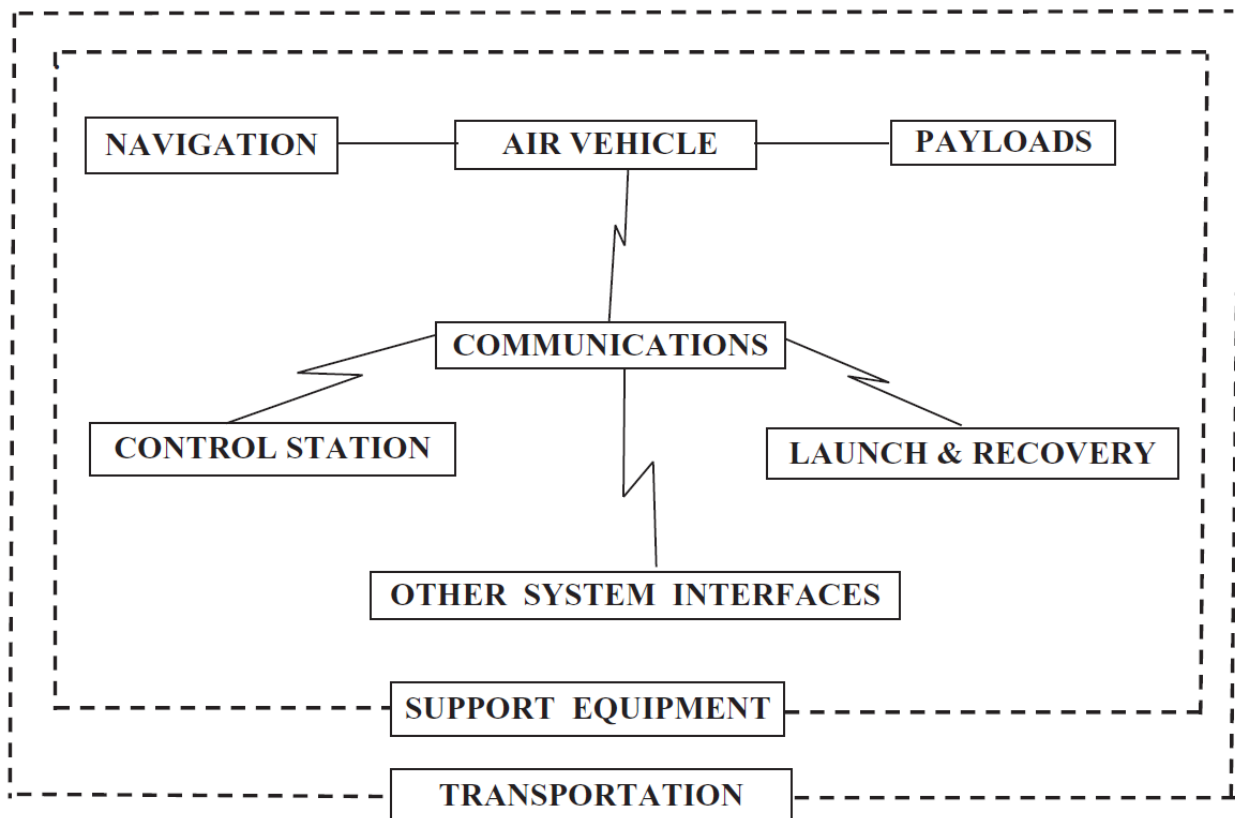 NAVIGATION
AIR VEHICLE
PAYLOADS
COMMUNICATIONS
CONTROL STATION
LAUNCH & RECOVERY
OTHER SYSTEM INTERFACES
SUPPORT EQUIPMENT
TRANSPORTATION